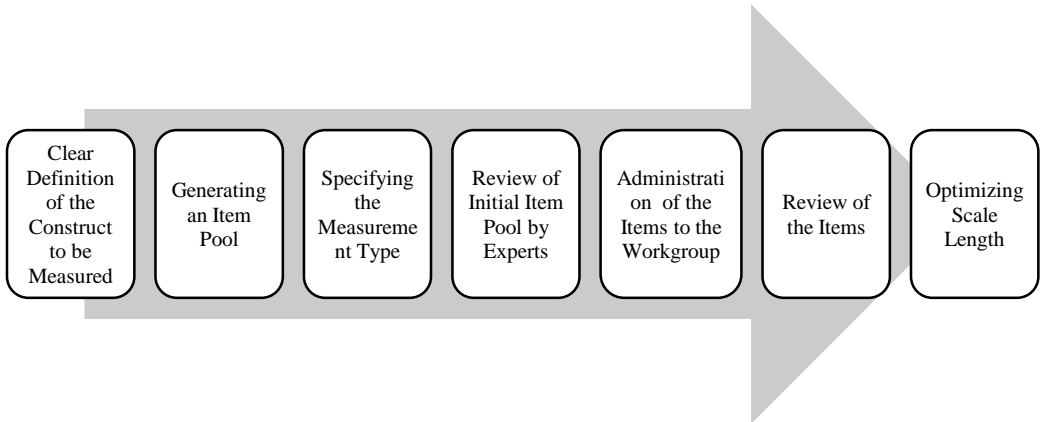 Clear
Definition
of the
Construct
to be
Measured
Generating
an Item
Pool
Specifying
the
Measureme
nt Type
Review of
Initial Item
Pool by
Experts
Administrati
on of the
Items to the
Workgroup
Review of
the Items
Optimizing
Scale
Length